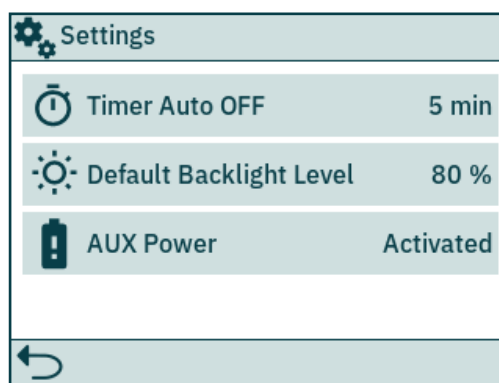 Settings
Timer Auto OFF 5 min
Default Backlight Level 80 %
AUX Power Activated